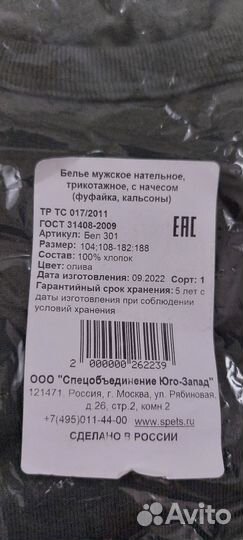 Белье мужское нательное,
трикотажное, с начесом
(фуфайка, кальсоны)
ТР ТС 017/2011
ГОСТ 31408-2009
Артикул: Бел 301
Размер: 104;108-182;188
Состав: 100% хлопок
Цвет: олива
Дата изготовления: 09.2022 Сорт: 1
Гарантийный срок хранения: 5 лет с
даты изготовления при соблюдении
условий хранения
EAC
2 000000 262239
ООО "Спецобъединение Юго-Запад"
121471, Россия, г. Москва, ул. Рябиновая,
д.26, стр.2, комн.2
+7(495)011-44-00 www.spets.ru
СДЕЛАНО В РОССИИ
Avito